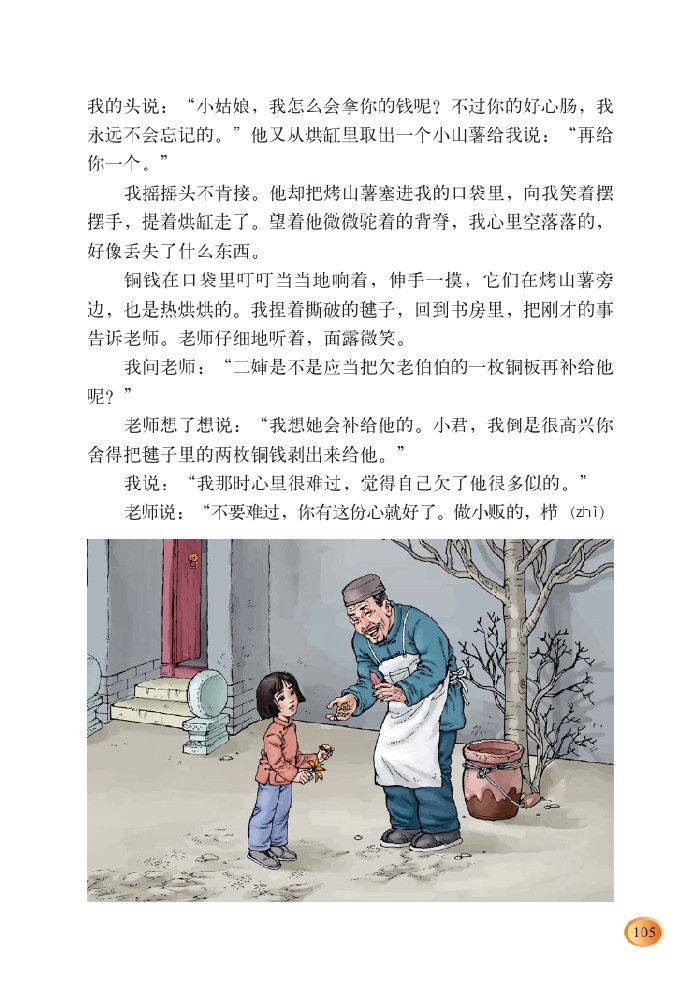 我的头说：“小姑娘，我怎么会拿你的钱呢？不过你的好心肠，我
永远不会忘记的。”他又从烘缸里取出一个小山薯给我说：“再给
你一个。”
我摇摇头不肯接。他却把烤山薯塞进我的口袋里，向我笑着摆
摆手，提着烘缸走了。望着他微微驼着的背脊，我心里空落落的，
好像丢失了什么东西。
铜钱在口袋里叮叮当当地响着，伸手一摸，它们在烤山薯旁
边，也是热烘烘的。我捏着撕破的毽子，回到书房里，把刚才的事
告诉老师。老师仔细地听着，面露微笑。
我问老师：“二婶是不是应当把欠老伯伯的一枚铜板再补给他
呢？”
老师想了想说：“我想她会补给他的。小君，我倒是很高兴你
舍得把毽子里的两枚铜钱剥出来给他。”
我说：“我那时心里很难过，觉得自己欠了他很多似的。”
老师说：“不要难过，你有这份心就好了。做小贩的，栉（zhì）
105